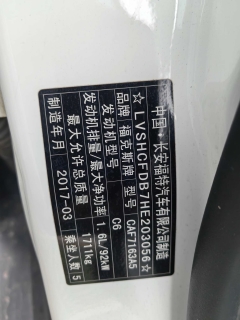 中国·长安福特汽车有限公司制造
☆LVSHCFDB7HE203056☆
品牌 福克斯牌 型号 CAF7163A5
发动机型号 C6
发动机排量/最大净功率 1.6L/92kW
最大允许总质量 1711kg
制造年月 2017-03 乘坐人数 5